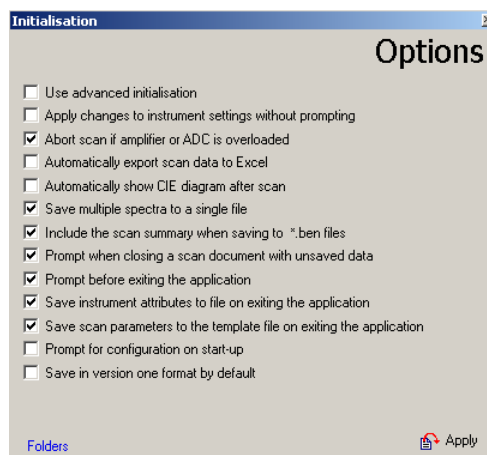 Initialisation
Options
Use advanced initialisation
Apply changes to instrument settings without prompting
Abort scan if amplifier or ADC is overloaded
Automatically export scan data to Excel
Automatically show CIE diagram after scan
Save multiple spectra to a single file
Include the scan summary when saving to *.ben files
Prompt when closing a scan document with unsaved data
Prompt before exiting the application
Save instrument attributes to file on exiting the application
Save scan parameters to the template file on exiting the application
Prompt for configuration on start-up
Save in version one format by default
Folders
Apply